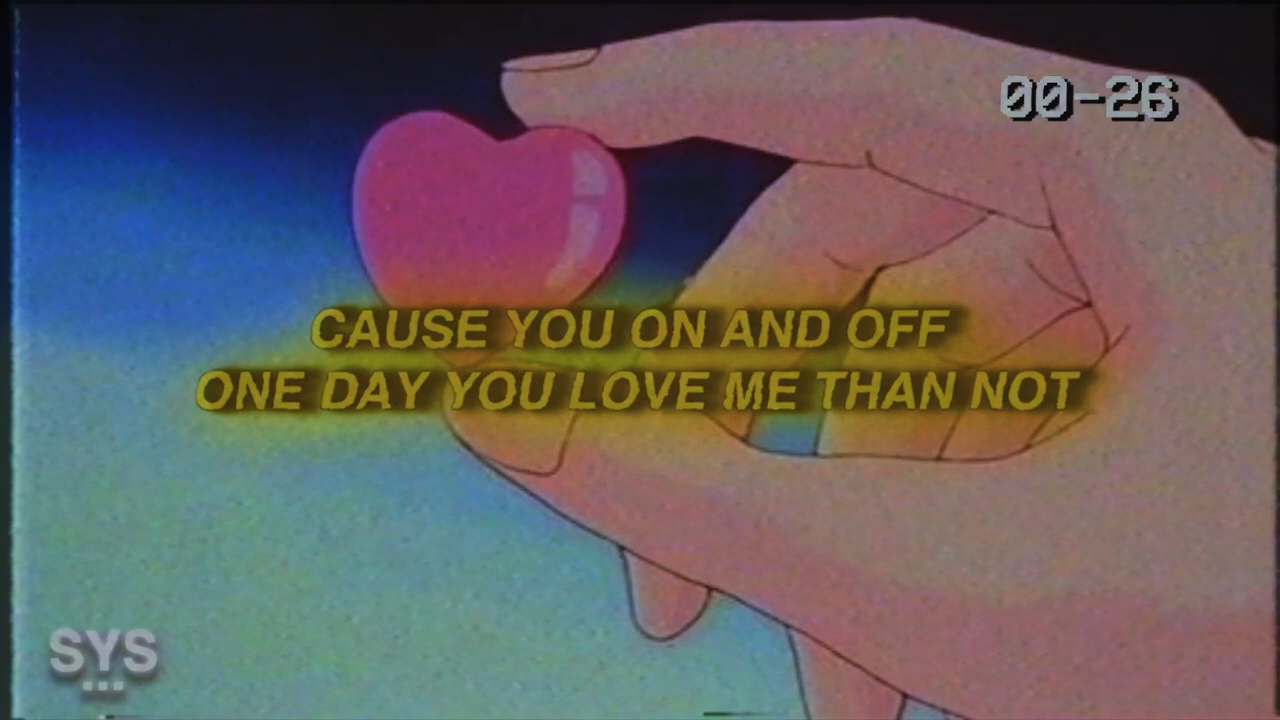 00-26
CAUSE YOU ON AND OFF
ONE DAY YOU LOVE ME THAN NOT
SYS